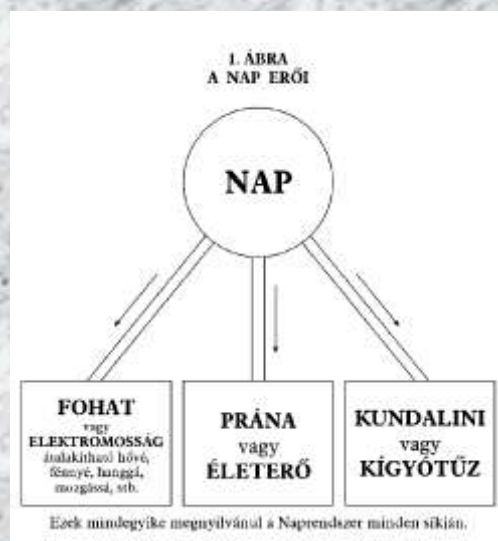 1. ÁBRA
A NAP ERŐI
NAP
FOHAT
vagy
ELEKTROMOSSÁG
átalakítható hővé,
fénnyé, hanggá,
mozgássá, stb.
PRÁNA
vagy
ÉLETERŐ
KUNDALINI
vagy
KÍGYÓTŰZ
Ezek mindegyike megnyilvánul a Naprendszer minden síkján.